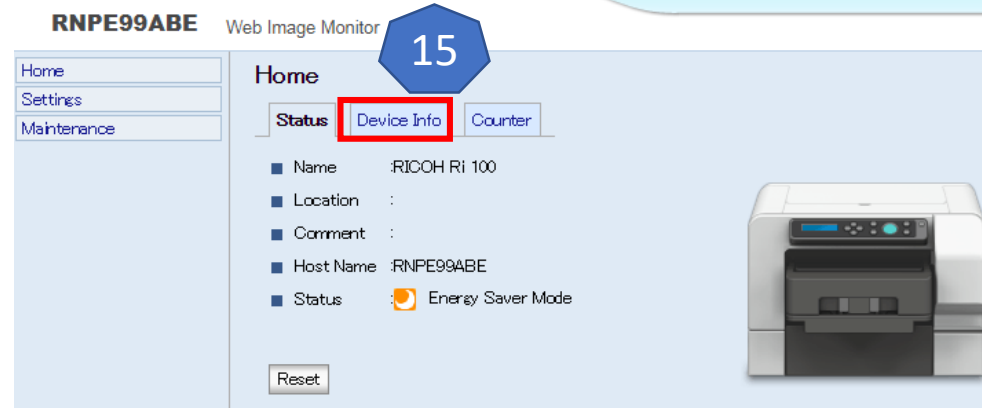 RNPE99ABE Web Image Monitor
15
Home
Settings
Maintenance
Home
Status Device Info Counter
Name :RICOH Ri 100
Location :
Comment :
Host Name :RNPE99ABE
Status : Energy Saver Mode
Reset